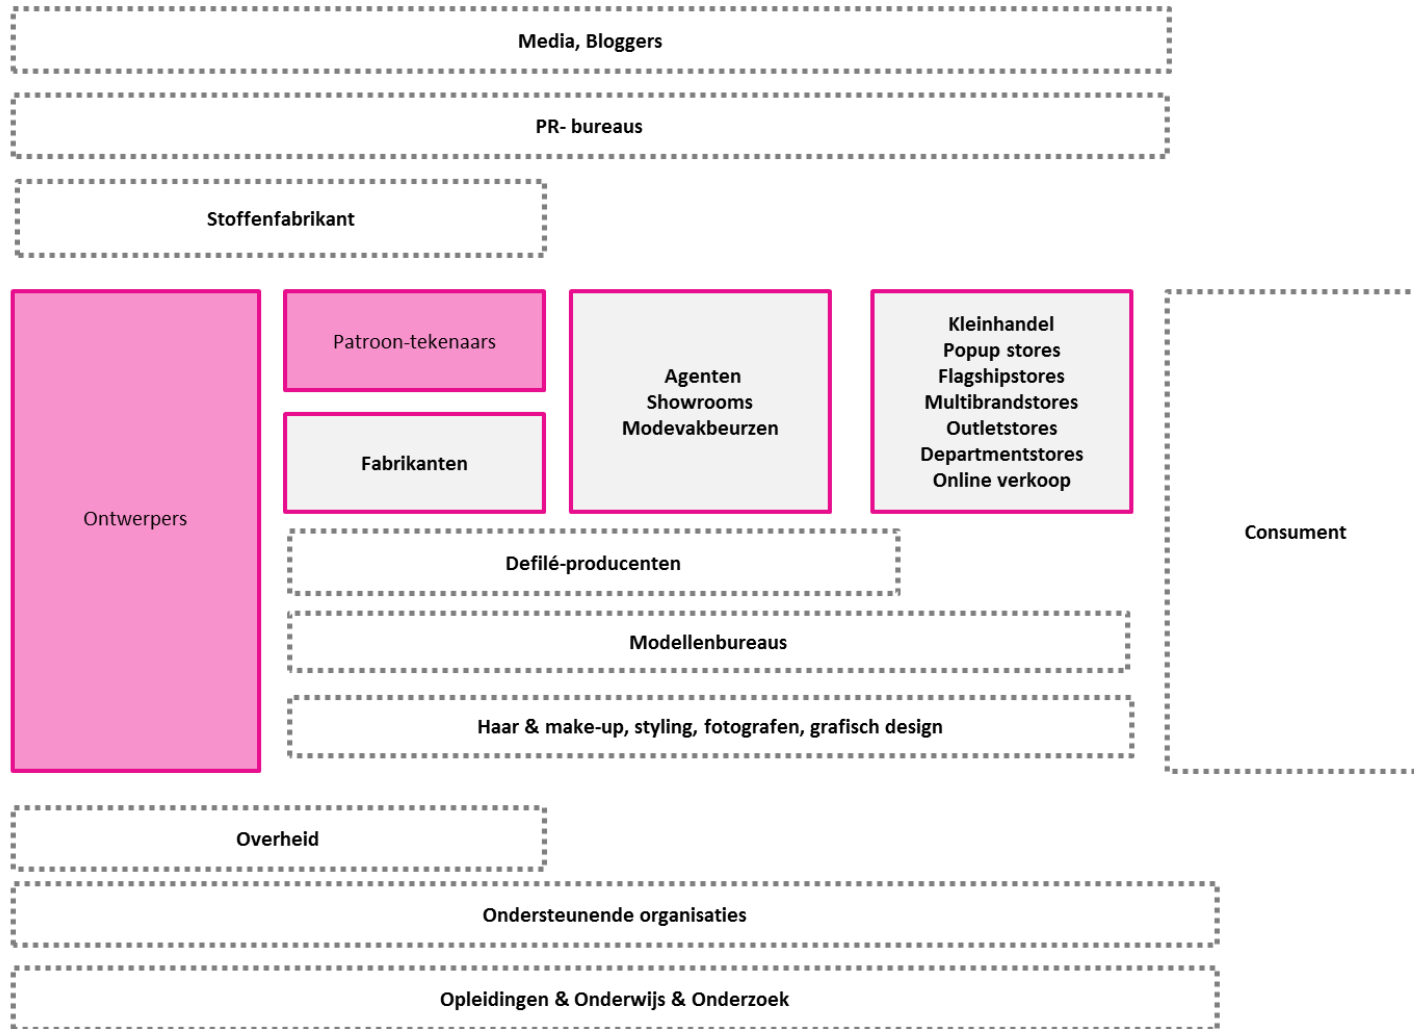 Media, Bloggers
PR- bureaus
Stoffenfabrikant
Ontwerpers
Patroon-tekenaars
Fabrikanten
Agenten
Showrooms
Modevakbeurzen
Kleinhandel
Popup stores
Flagshipstores
Multibrandstores
Outletstores
Departmentstores
Online verkoop
Consument
Defilé-producenten
Modellenbureaus
Haar & make-up, styling, fotografen, grafisch design
Overheid
Ondersteunende organisaties
Opleidingen & Onderwijs & Onderzoek